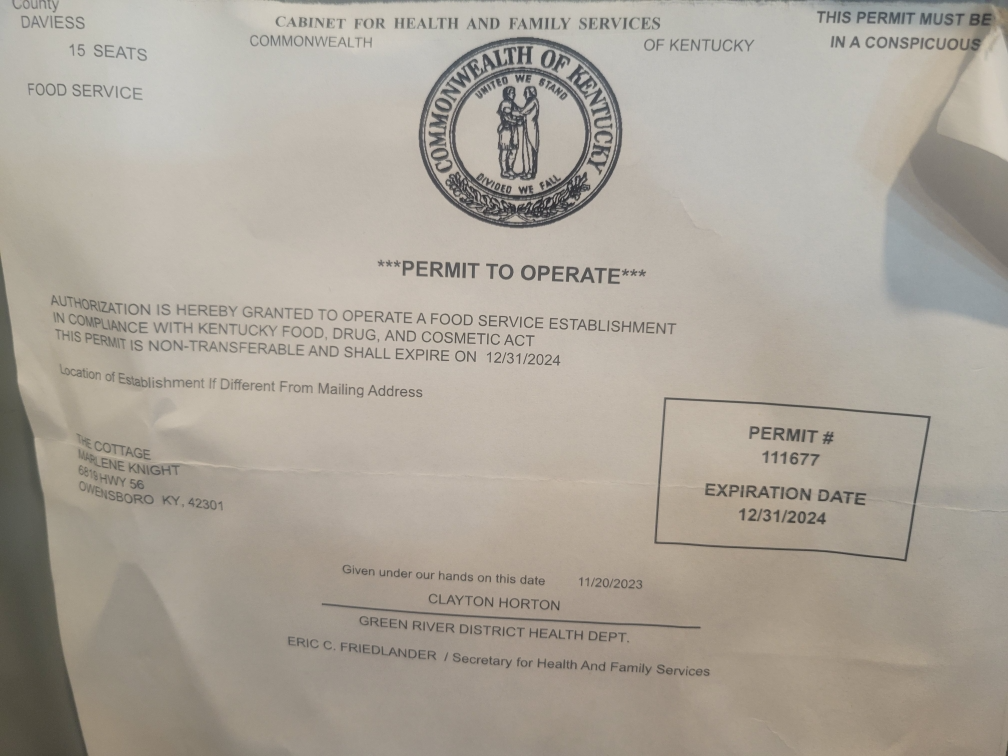 County
DAVIESS
15 SEATS
FOOD SERVICE
CABINET FOR HEALTH AND FAMILY SERVICES
COMMONWEALTH OF KENTUCKY
THIS PERMIT MUST BE
IN A CONSPICUOUS
COMMONWEALTH OF KENTUCKY
UNITED WE STAND
DIVIDED WE FALL
***PERMIT TO OPERATE***
AUTHORIZATION IS HEREBY GRANTED TO OPERATE A FOOD SERVICE ESTABLISHMENT
IN COMPLIANCE WITH KENTUCKY FOOD, DRUG, AND COSMETIC ACT
THIS PERMIT IS NON-TRANSFERABLE AND SHALL EXPIRE ON 12/31/2024
Location of Establishment If Different From Mailing Address
THE COTTAGE
MARLENE KNIGHT
6819 HWY 56
OWENSBORO KY, 42301
PERMIT #
111677
EXPIRATION DATE
12/31/2024
Given under our hands on this date 11/20/2023
CLAYTON HORTON
GREEN RIVER DISTRICT HEALTH DEPT.
ERIC C. FRIEDLANDER / Secretary for Health And Family Services